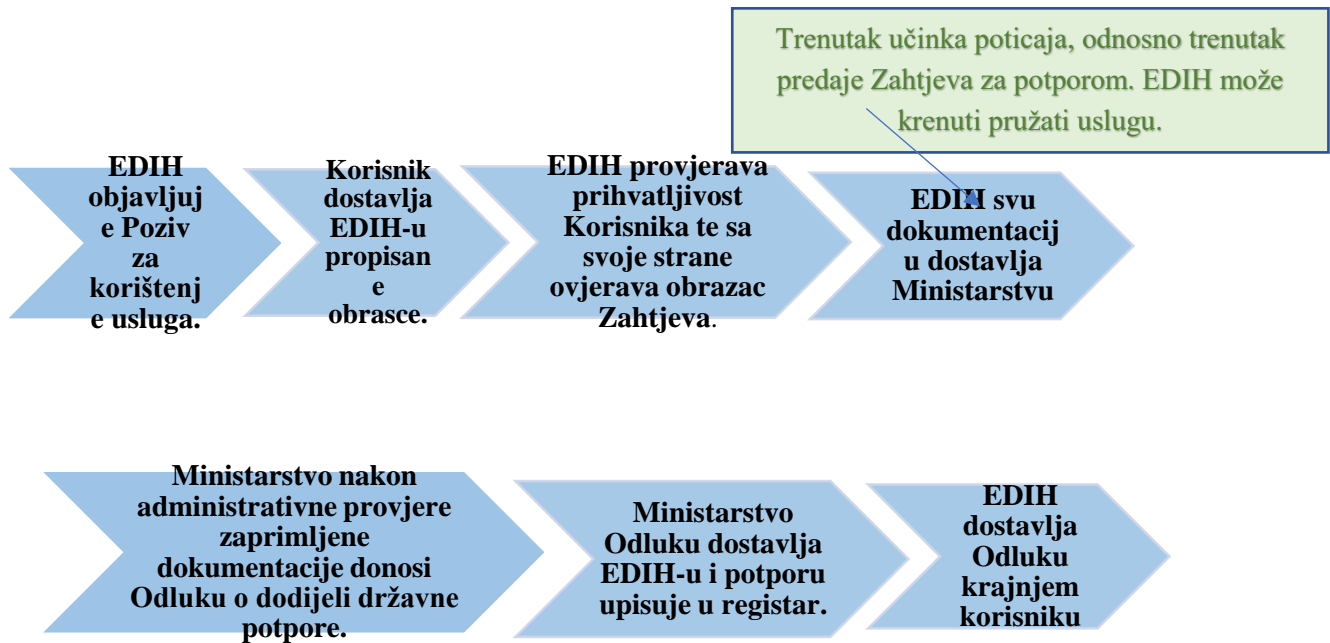 Trenutak učinka poticaja, odnosno trenutak
predaje Zahtjeva za potporom. EDIH može
krenuti pružati uslugu.
EDIH
objavljuj
e Poziv
za
korištenj
e usluga.
Korisnik
dostavlja
EDIH-u
propisan
e
obrasce.
EDIH provjerava
prihvatljivost
Korisnika te sa
svoje strane
ovjerava obrazac
Zahtjeva.
EDIH svu
dokumentacij
u dostavlja
Ministarstvu
Ministarstvo nakon
administrativne provjere
zaprimljene
dokumentacije donosi
Odluku o dodijeli državne
potpore.
Ministarstvo
Odluku dostavlja
EDIH-u i potporu
upisuje u registar.
EDIH
dostavlja
Odluku
krajnjem
korisniku